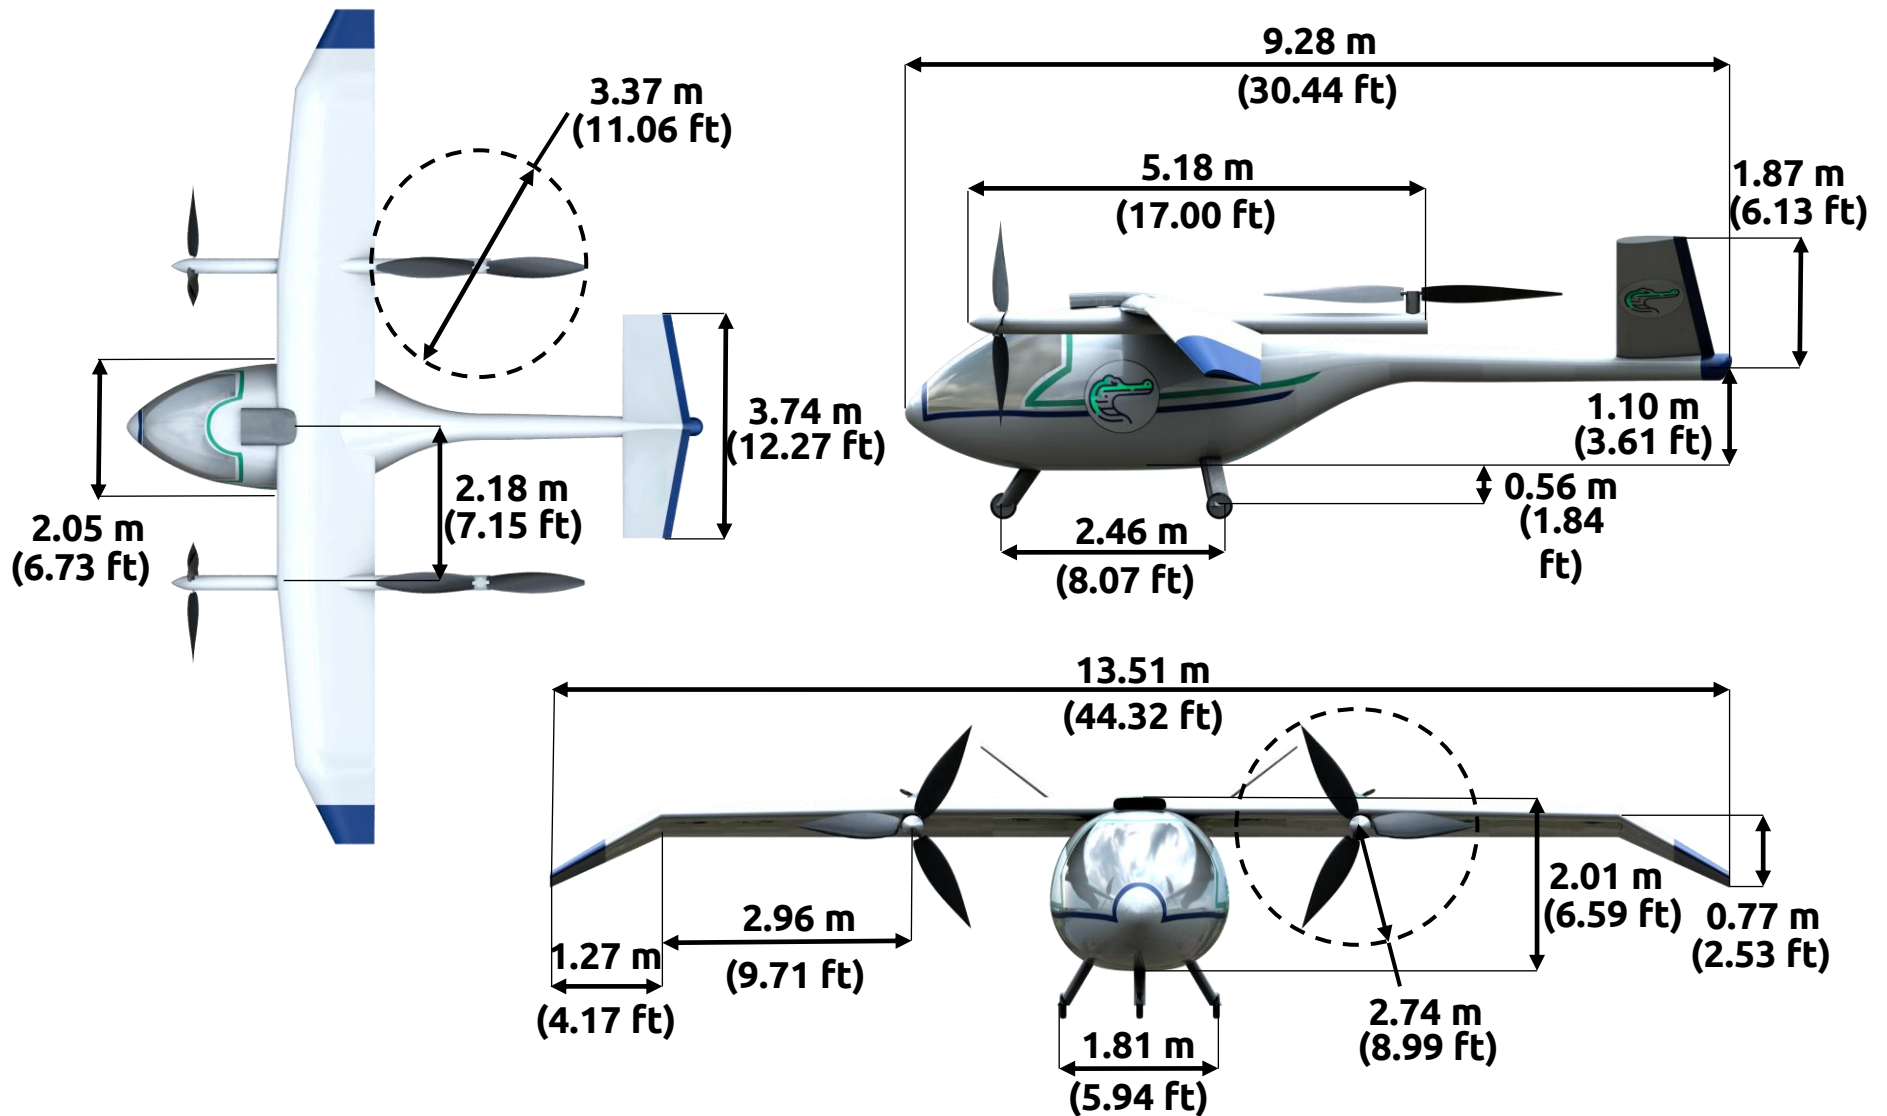 3.37 m
(11.06 ft)
2.05 m
(6.73 ft)
2.18 m
(7.15 ft)
3.74 m
(12.27 ft)
9.28 m
(30.44 ft)
5.18 m
(17.00 ft)
1.87 m
(6.13 ft)
1.10 m
(3.61 ft)
0.56 m
(1.84
ft)
2.46 m
(8.07 ft)
13.51 m
(44.32 ft)
2.01 m
(6.59 ft)
0.77 m
(2.53 ft)
2.96 m
(9.71 ft)
1.27 m
(4.17 ft)
2.74 m
(8.99 ft)
1.81 m
(5.94 ft)